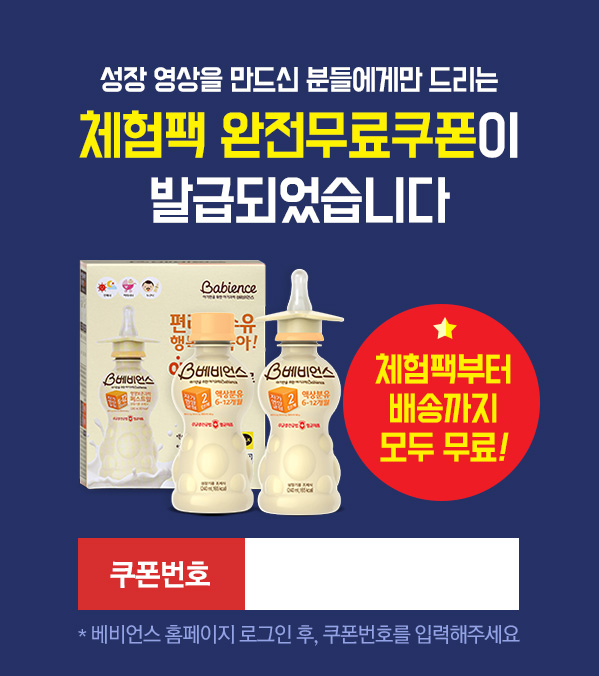 성장 영상을 만드신 분들에게만 드리는
체험팩 완전무료쿠폰이
발급되었습니다
Babience
베비언스
액상분유
6-12개월
베비언스
액상분유
6-12개월
체험팩부터
배송까지
모두 무료!
쿠폰번호
* 베비언스 홈페이지 로그인 후, 쿠폰번호를 입력해주세요